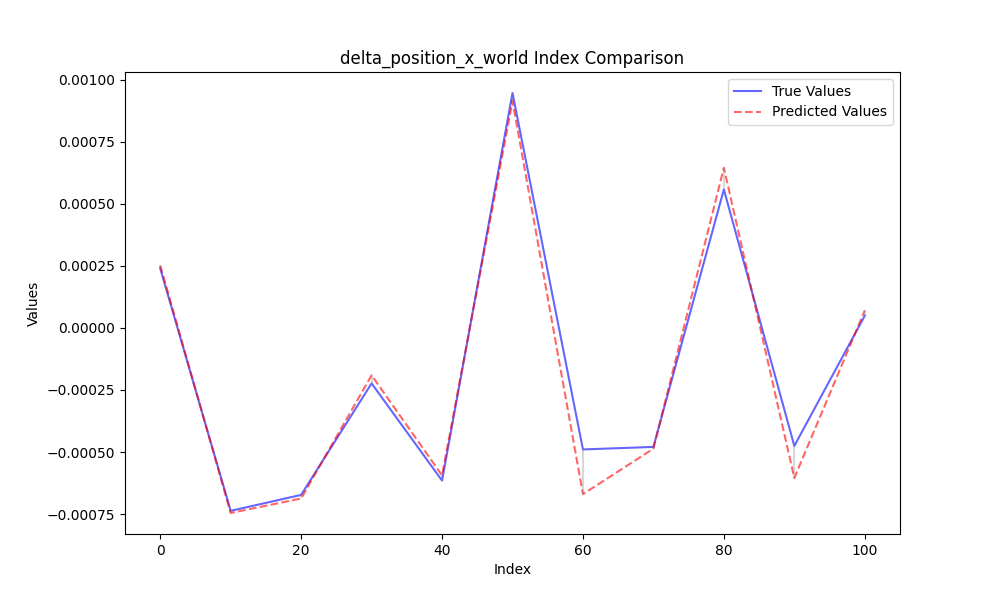 delta_position_x_world Index Comparison
True Values
Predicted Values
0.00100
0.00075
0.00050
0.00025
0.00000
−0.00025
−0.00050
−0.00075
Values
0
20
40
60
80
100
Index